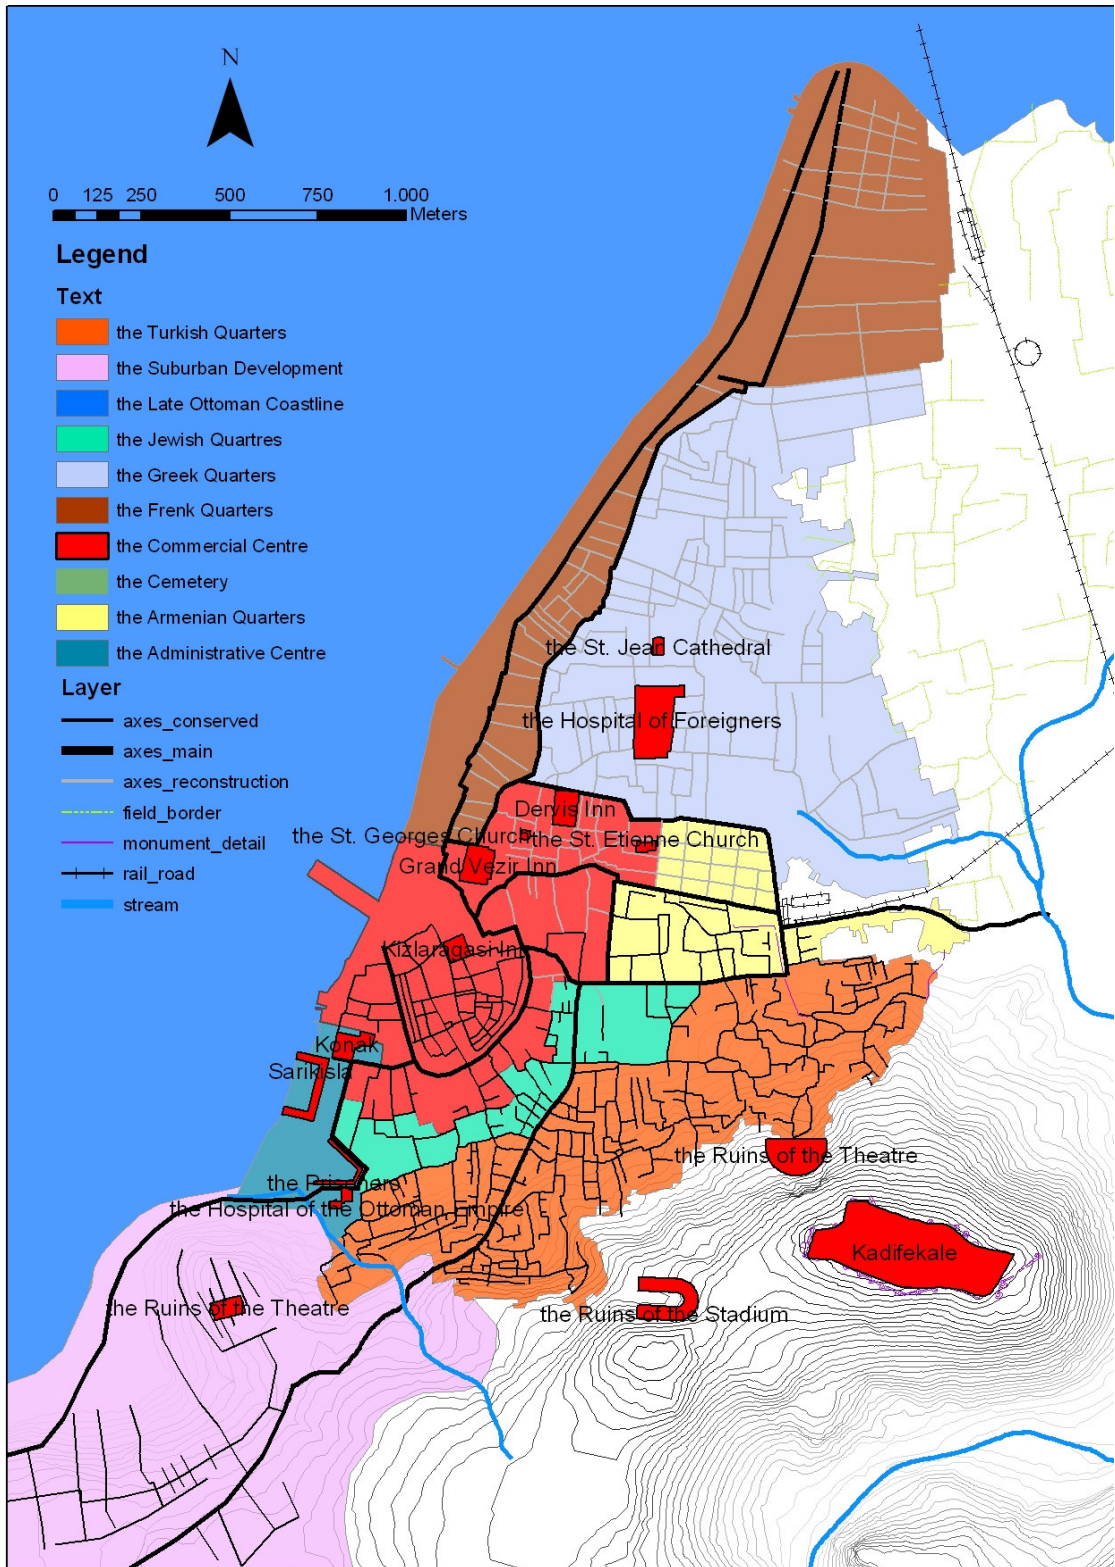 N
0 125 250 500 750 1.000
Meters
Legend
Text
the Turkish Quarters
the Suburban Development
the Late Ottoman Coastline
the Jewish Quartres
the Greek Quarters
the Frenk Quarters
the Commercial Centre
the Cemetery
the Armenian Quarters
the Administrative Centre
Layer
axes_conserved
axes_main
axes_reconstruction
field_border
monument_detail
rail_road
stream
the St. Jean Cathedral
the Hospital of Foreigners
Dervis Inn
the St. Georges Church
the St. Etienne Church
Grand Vezir Inn
Kizlaragasi Inn
Konak
Sarikisla
the Ruins of the Theatre
the Prisoners
the Hospital of the Ottoman Empire
Kadifekale
the Ruins of the Theatre
the Ruins of the Stadium